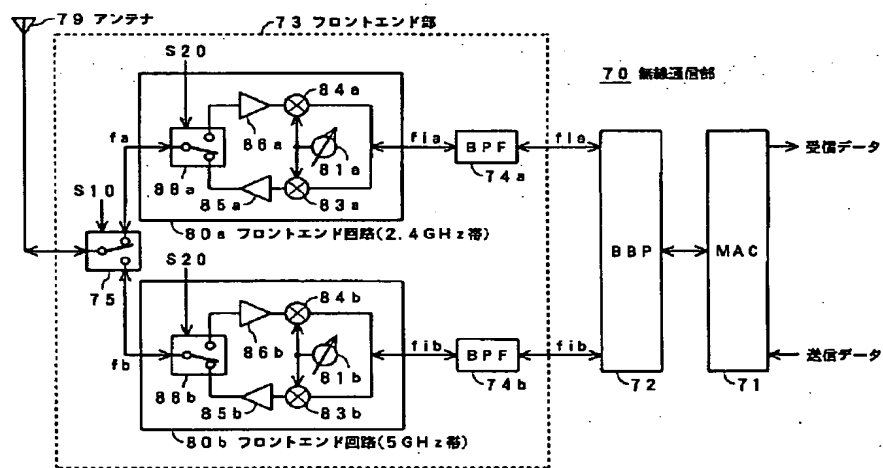 79 アンテナ
73 フロントエンド部
70 無線通信部
S20
84a
86a
fa
81a
88a
85a
83a
80a フロントエンド回路(2.4GHz帯)
fia
BPF
74a
fia
S10
75
S20
84b
86b
fb
81b
88b
85b
83b
80b フロントエンド回路(5GHz帯)
fib
BPF
74b
fib
BBP
72
MAC
71
受信データ
送信データ